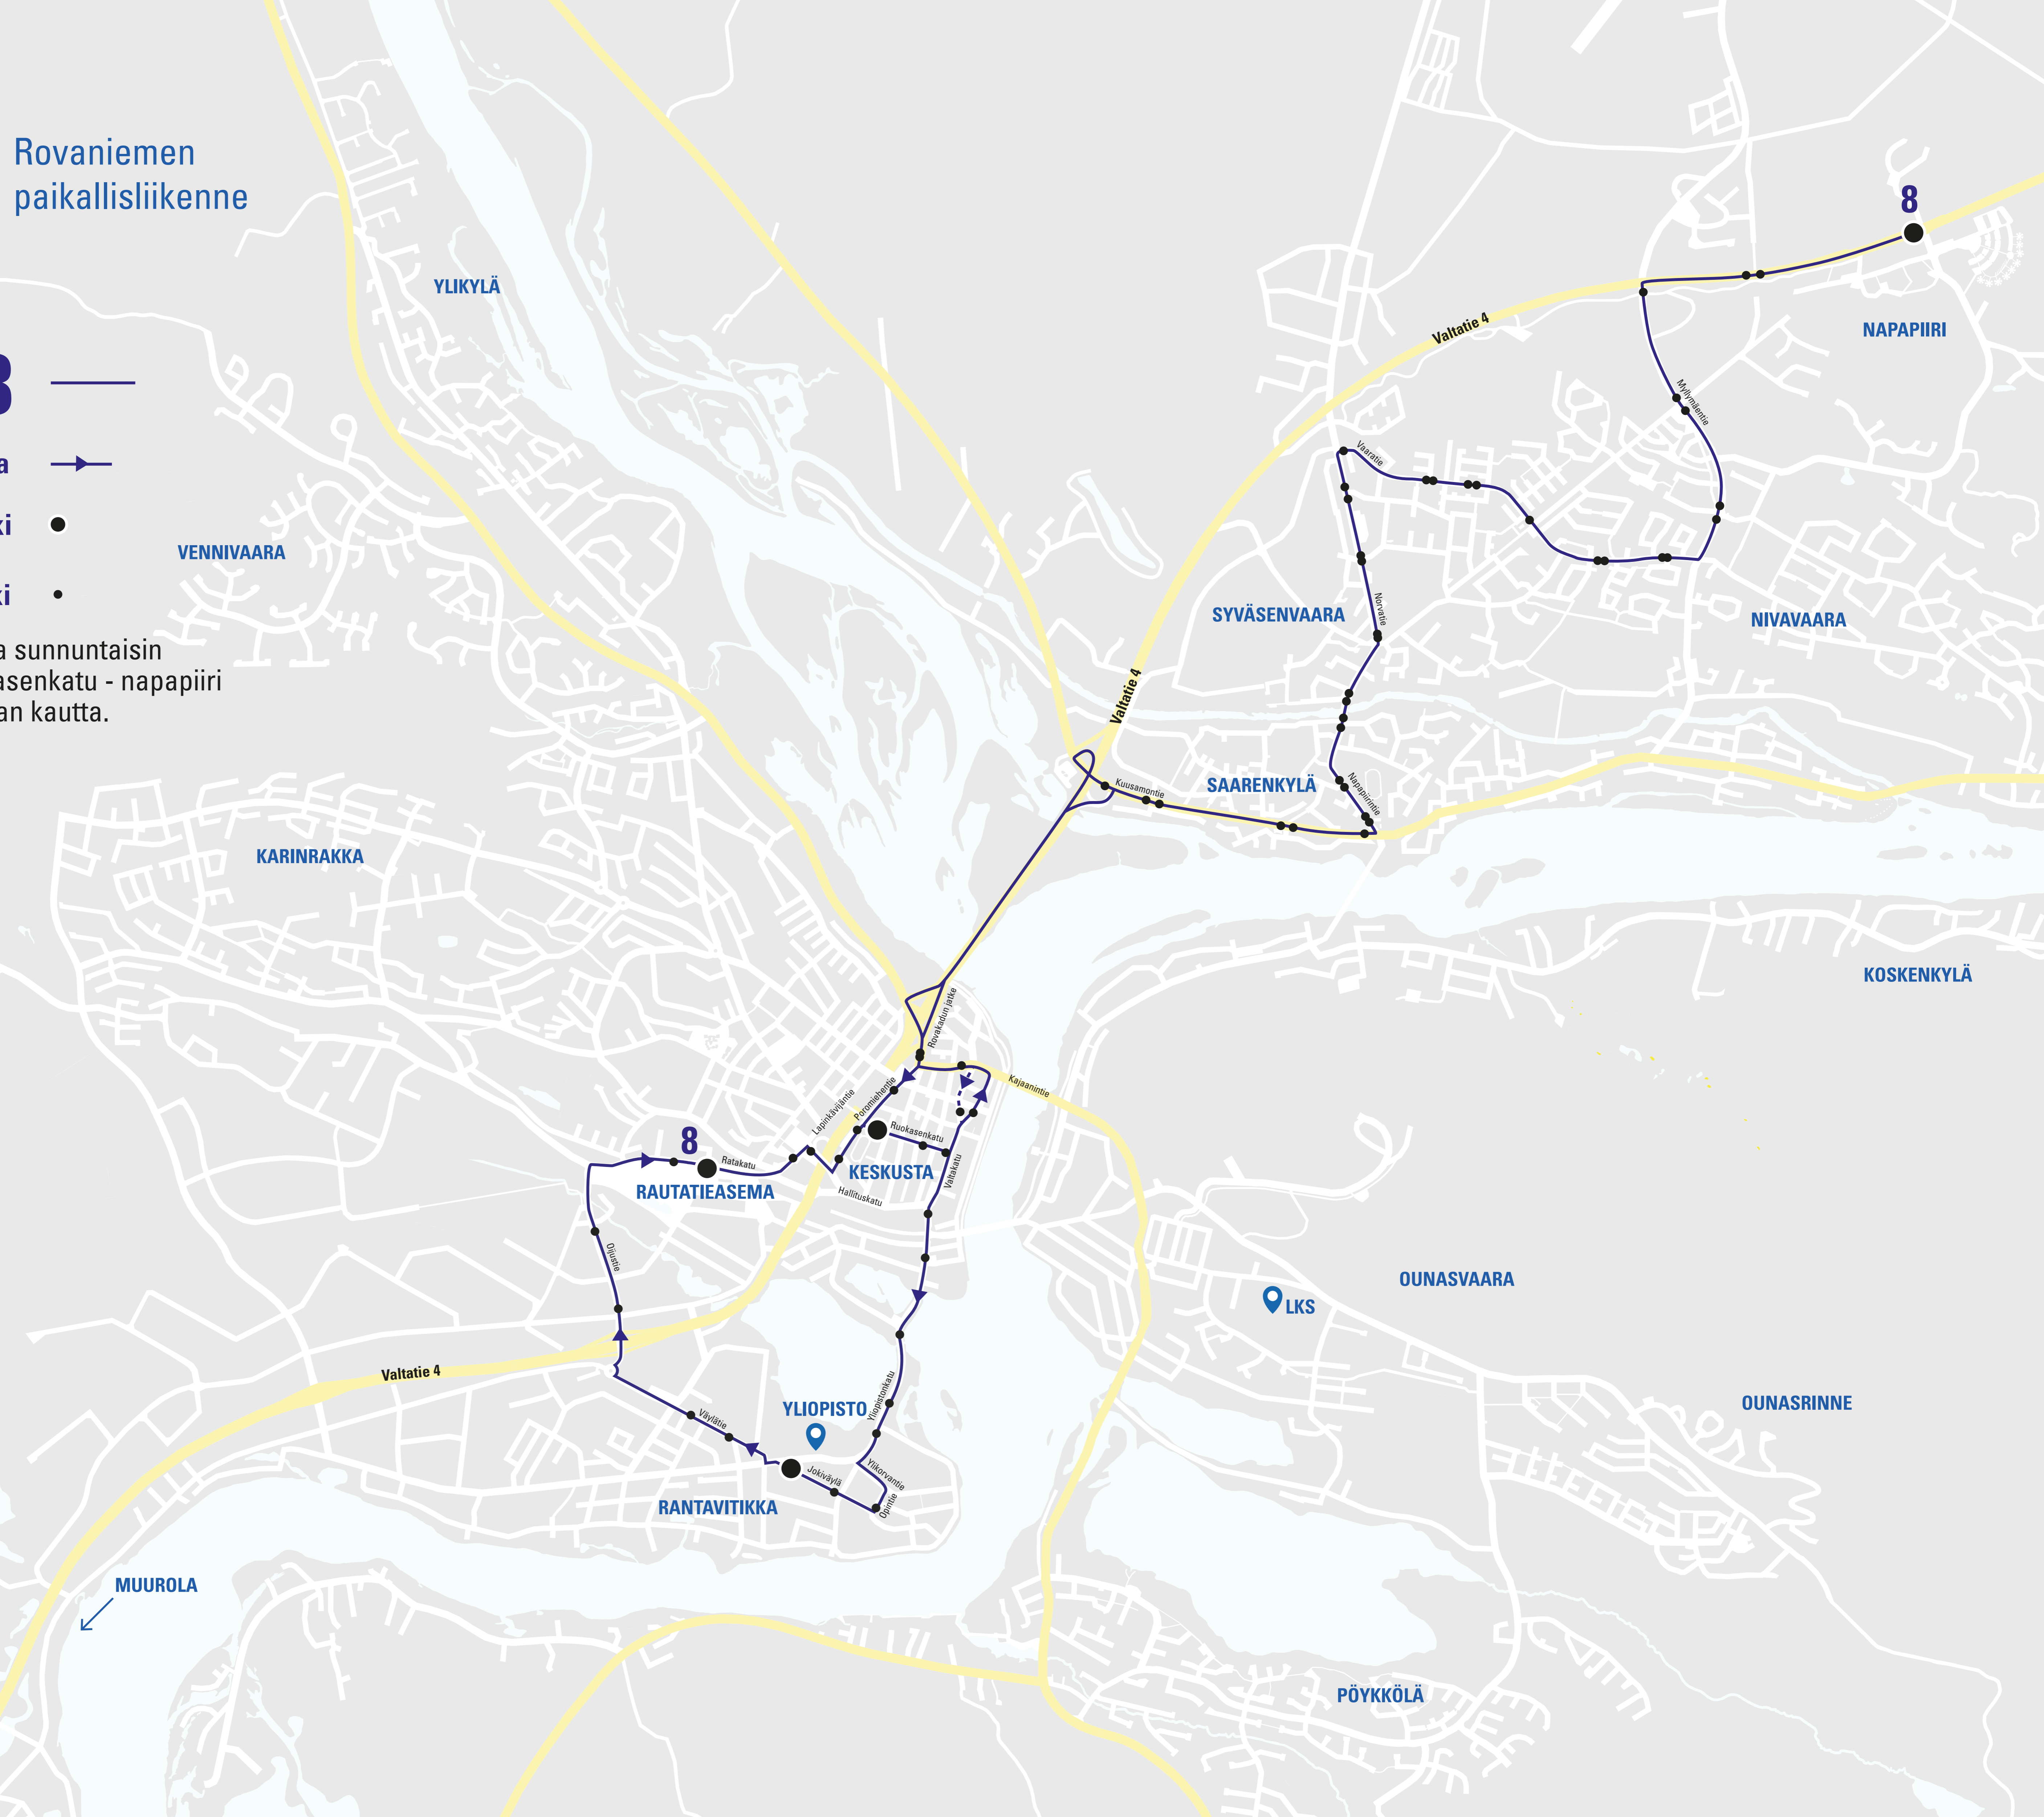 Rovaniemen
paikallisliikenne
8
a
ki
ki
a sunnuntaisin
asenkatu - napapiiri
an kautta.
YLIKYLÄ
VENNIVAARA
KARINRAKKA
8
NAPAPIIRI
Valtatie 4
Myllymäentie
Vaaratie
Norvatie
SYVÄSENVAARA
NIVAVAARA
Valtatie 4
Kuusamontie
SAARENKYLÄ
Napapiirintie
KOSKENKYLÄ
Rovakadun jatke
Kajaanintie
Poromiehentie
Lapinkävijäntie
Ruokasenkatu
8
Ratakatu
RAUTATIEASEMA
KESKUSTA
Valtakatu
Hallituskatu
Oijustie
OUNASVAARA
LKS
Valtatie 4
OUNASRINNE
YLIOPISTO
Yliopistonkatu
Väylätie
Jokiväylä
Ylikorvantie
Opintie
RANTAVITIKKA
MUUROLA
PÖYKKÖLÄ